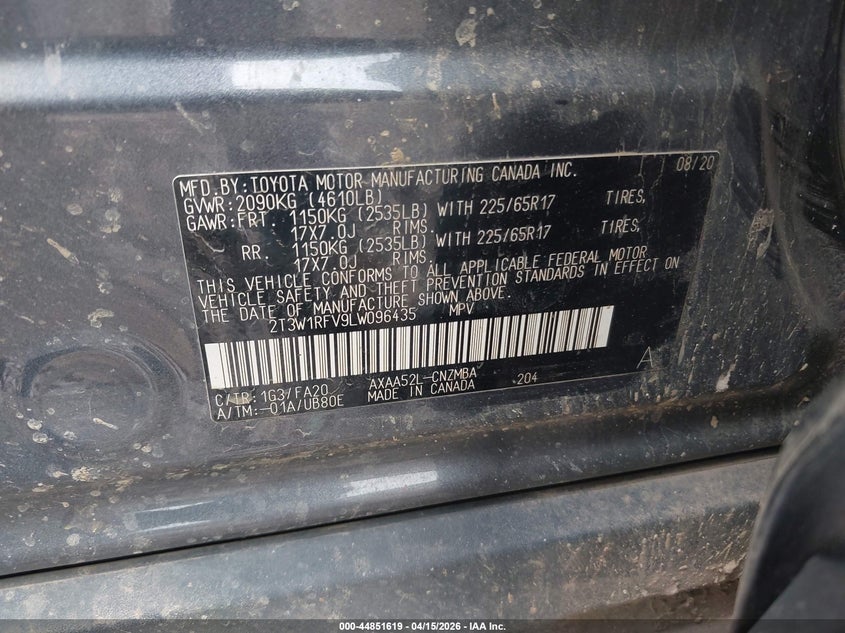 MFD.BY:TOYOTA MOTOR MANUFACTURING CANADA INC. 08/20
GVWR:2090KG (4610LB)
GAWR:FRT. 1150KG (2535LB) WITH 225/65R17 TIRES,
17X7.0J RIMS.
RR. 1150KG (2535LB) WITH 225/65R17 TIRES,
17X7.0J RIMS.
THIS VEHICLE CONFORMS TO ALL APPLICABLE FEDERAL MOTOR
VEHICLE SAFETY AND THEFT PREVENTION STANDARDS IN EFFECT ON
THE DATE OF MANUFACTURE SHOWN ABOVE.
2T3W1RFV9LW096435 MPV
C/TR:1G3/FA20 AXAA52L-CNZMBA 204 A
A/TM:-01A/UB80E MADE IN CANADA
000-44851619 - 04/15/2026 - IAA Inc.